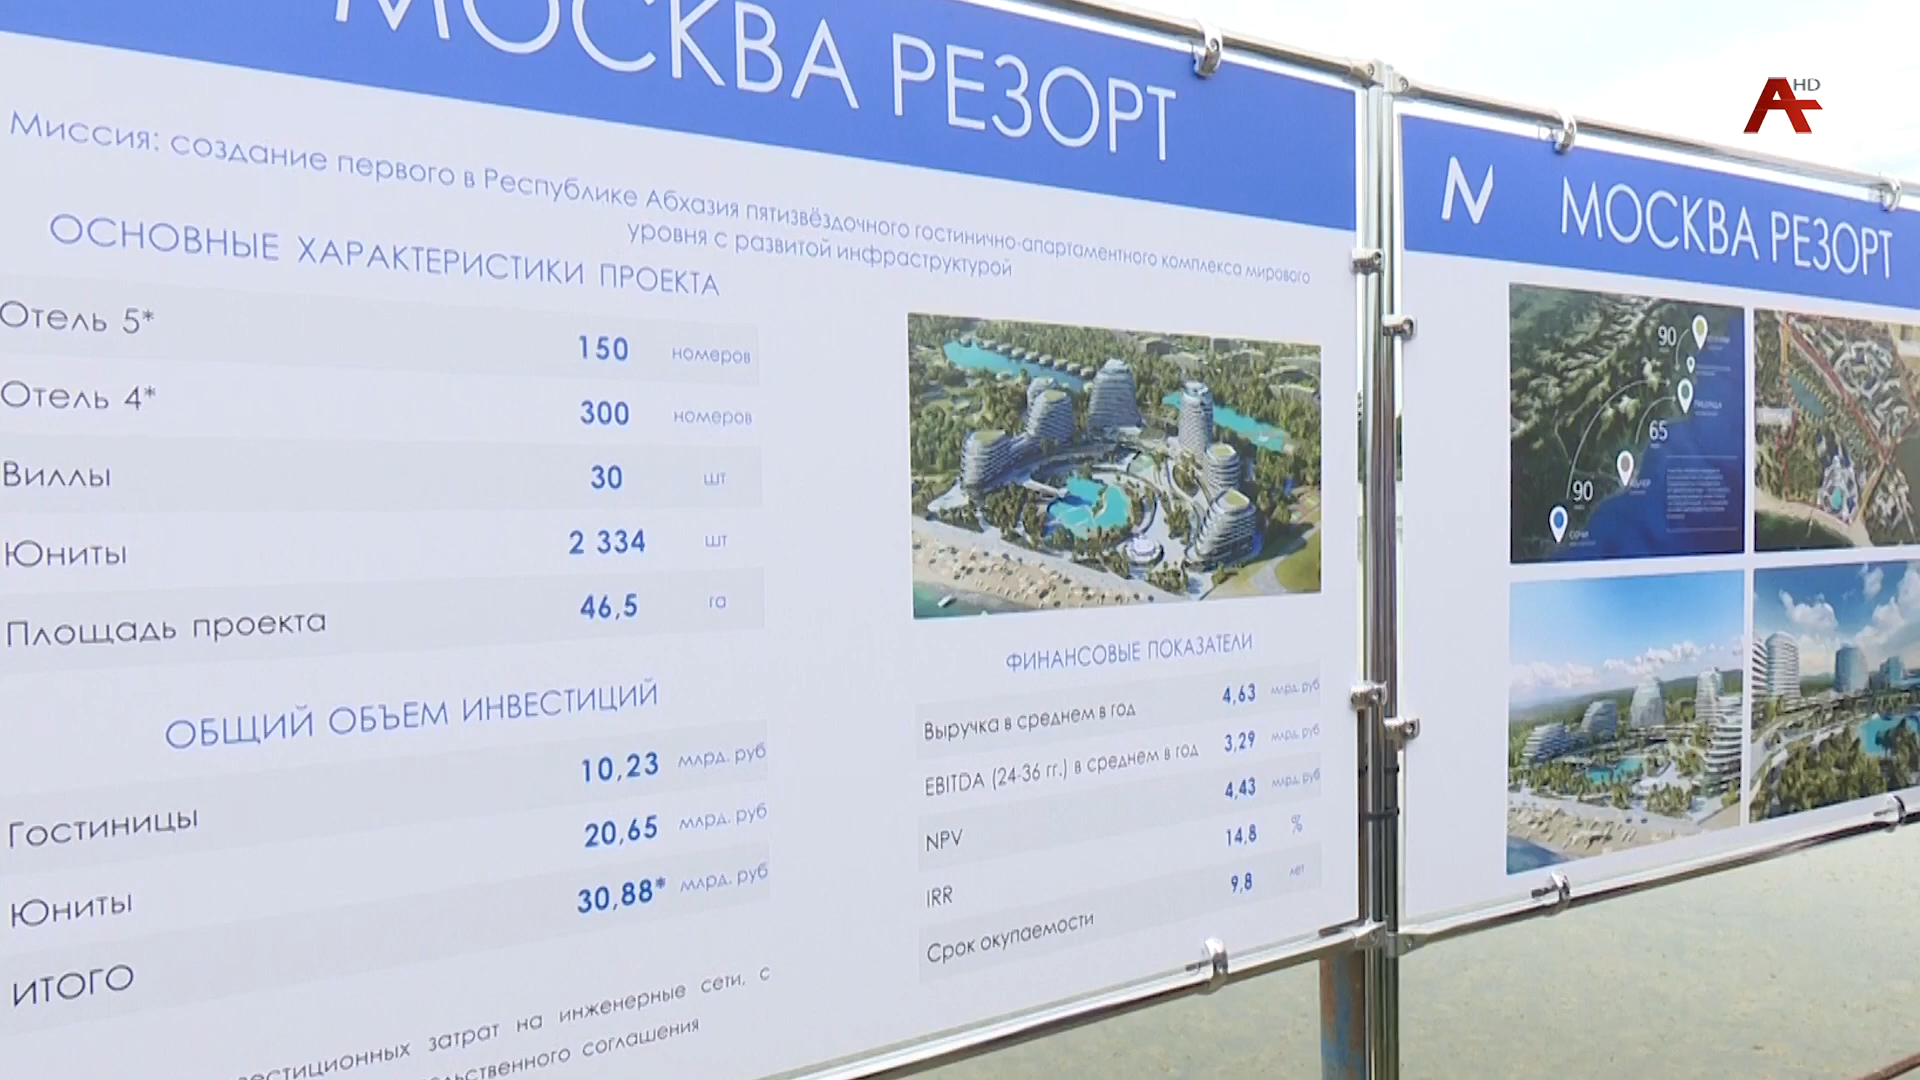 МОСКВА РЕЗОРТ
Миссия: создание первого в Республике Абхазия пятизвёздочного гостинично-апартаментного комплекса мирового
уровня с развитой инфраструктурой
ОСНОВНЫЕ ХАРАКТЕРИСТИКИ ПРОЕКТА
Отель 5* 150 номеров
Отель 4* 300 номеров
Виллы 30 шт
Юниты 2 334 шт
Площадь проекта 46,5 га
ОБЩИЙ ОБЪЕМ ИНВЕСТИЦИЙ
Гостиницы 10,23 млрд. руб
Юниты 20,65 млрд. руб
ИТОГО 30,88* млрд. руб
затрат на инженерные сети, с
соглашения
ФИНАНСОВЫЕ ПОКАЗАТЕЛИ
Выручка в среднем в год 4,63 млрд. руб
EBITDA (24-36 гг.) в среднем в год 3,29 млрд. руб
NPV 4,43 млрд. руб
IRR 14,8 %
Срок окупаемости 9,8 лет
МОСКВА РЕЗОРТ
90
65
90
СОЧИ
HD